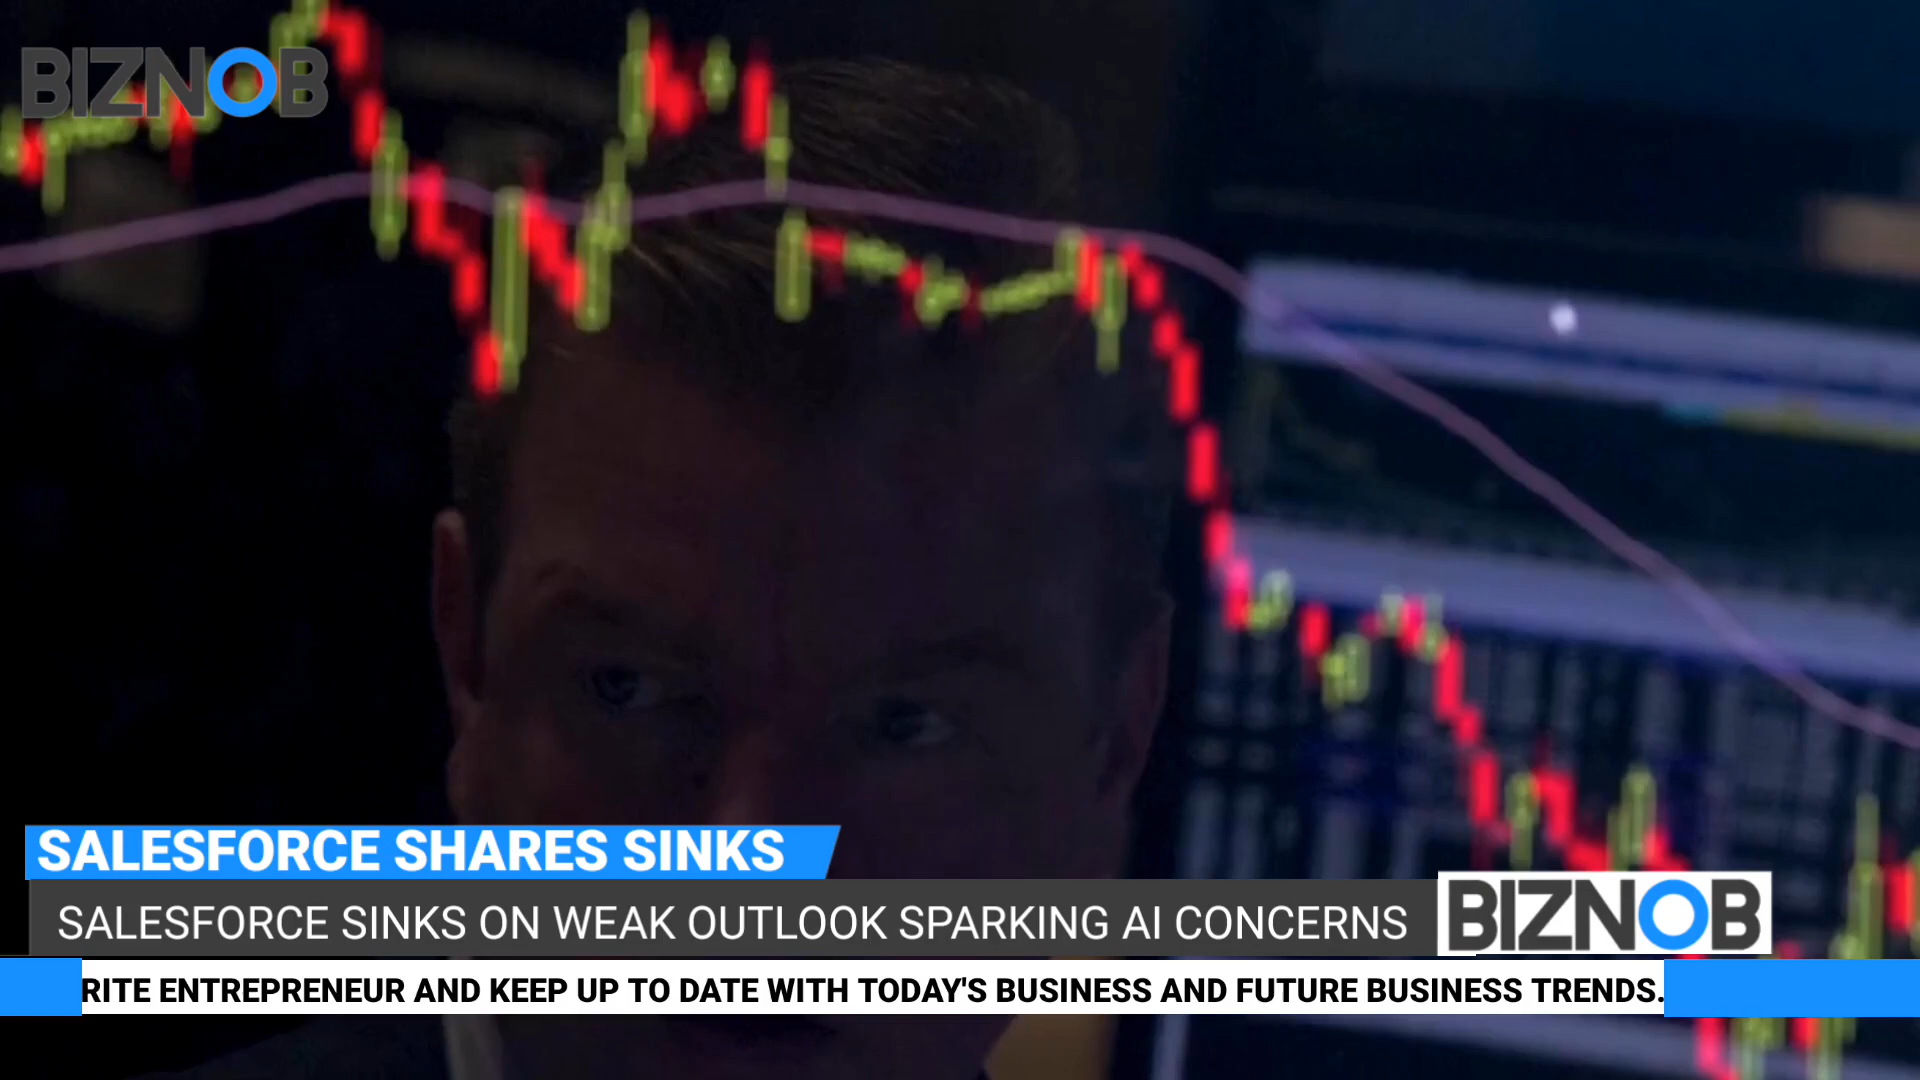 BIZNOB
SALESFORCE SHARES SINKS
SALESFORCE SINKS ON WEAK OUTLOOK SPARKING AI CONCERNS
BIZNOB
RITE ENTREPRENEUR AND KEEP UP TO DATE WITH TODAY'S BUSINESS AND FUTURE BUSINESS TRENDS.